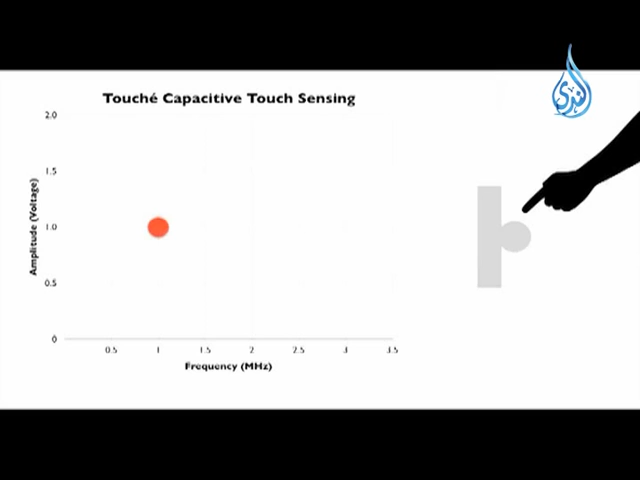 Touché Capacitive Touch Sensing
الندى
2.0
1.5
1.0
0.5
0
Amplitude (Voltage)
0.5 1 1.5 2 2.5 3 3.5
Frequency (MHz)